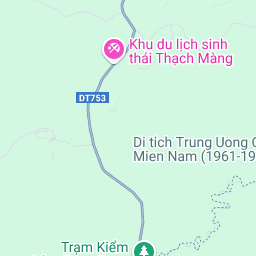 Khu du lịch sinh
thái Thạch Màng
DT753
Di tich Trung Uong
Mien Nam (1961-19
Trạm Kiểm